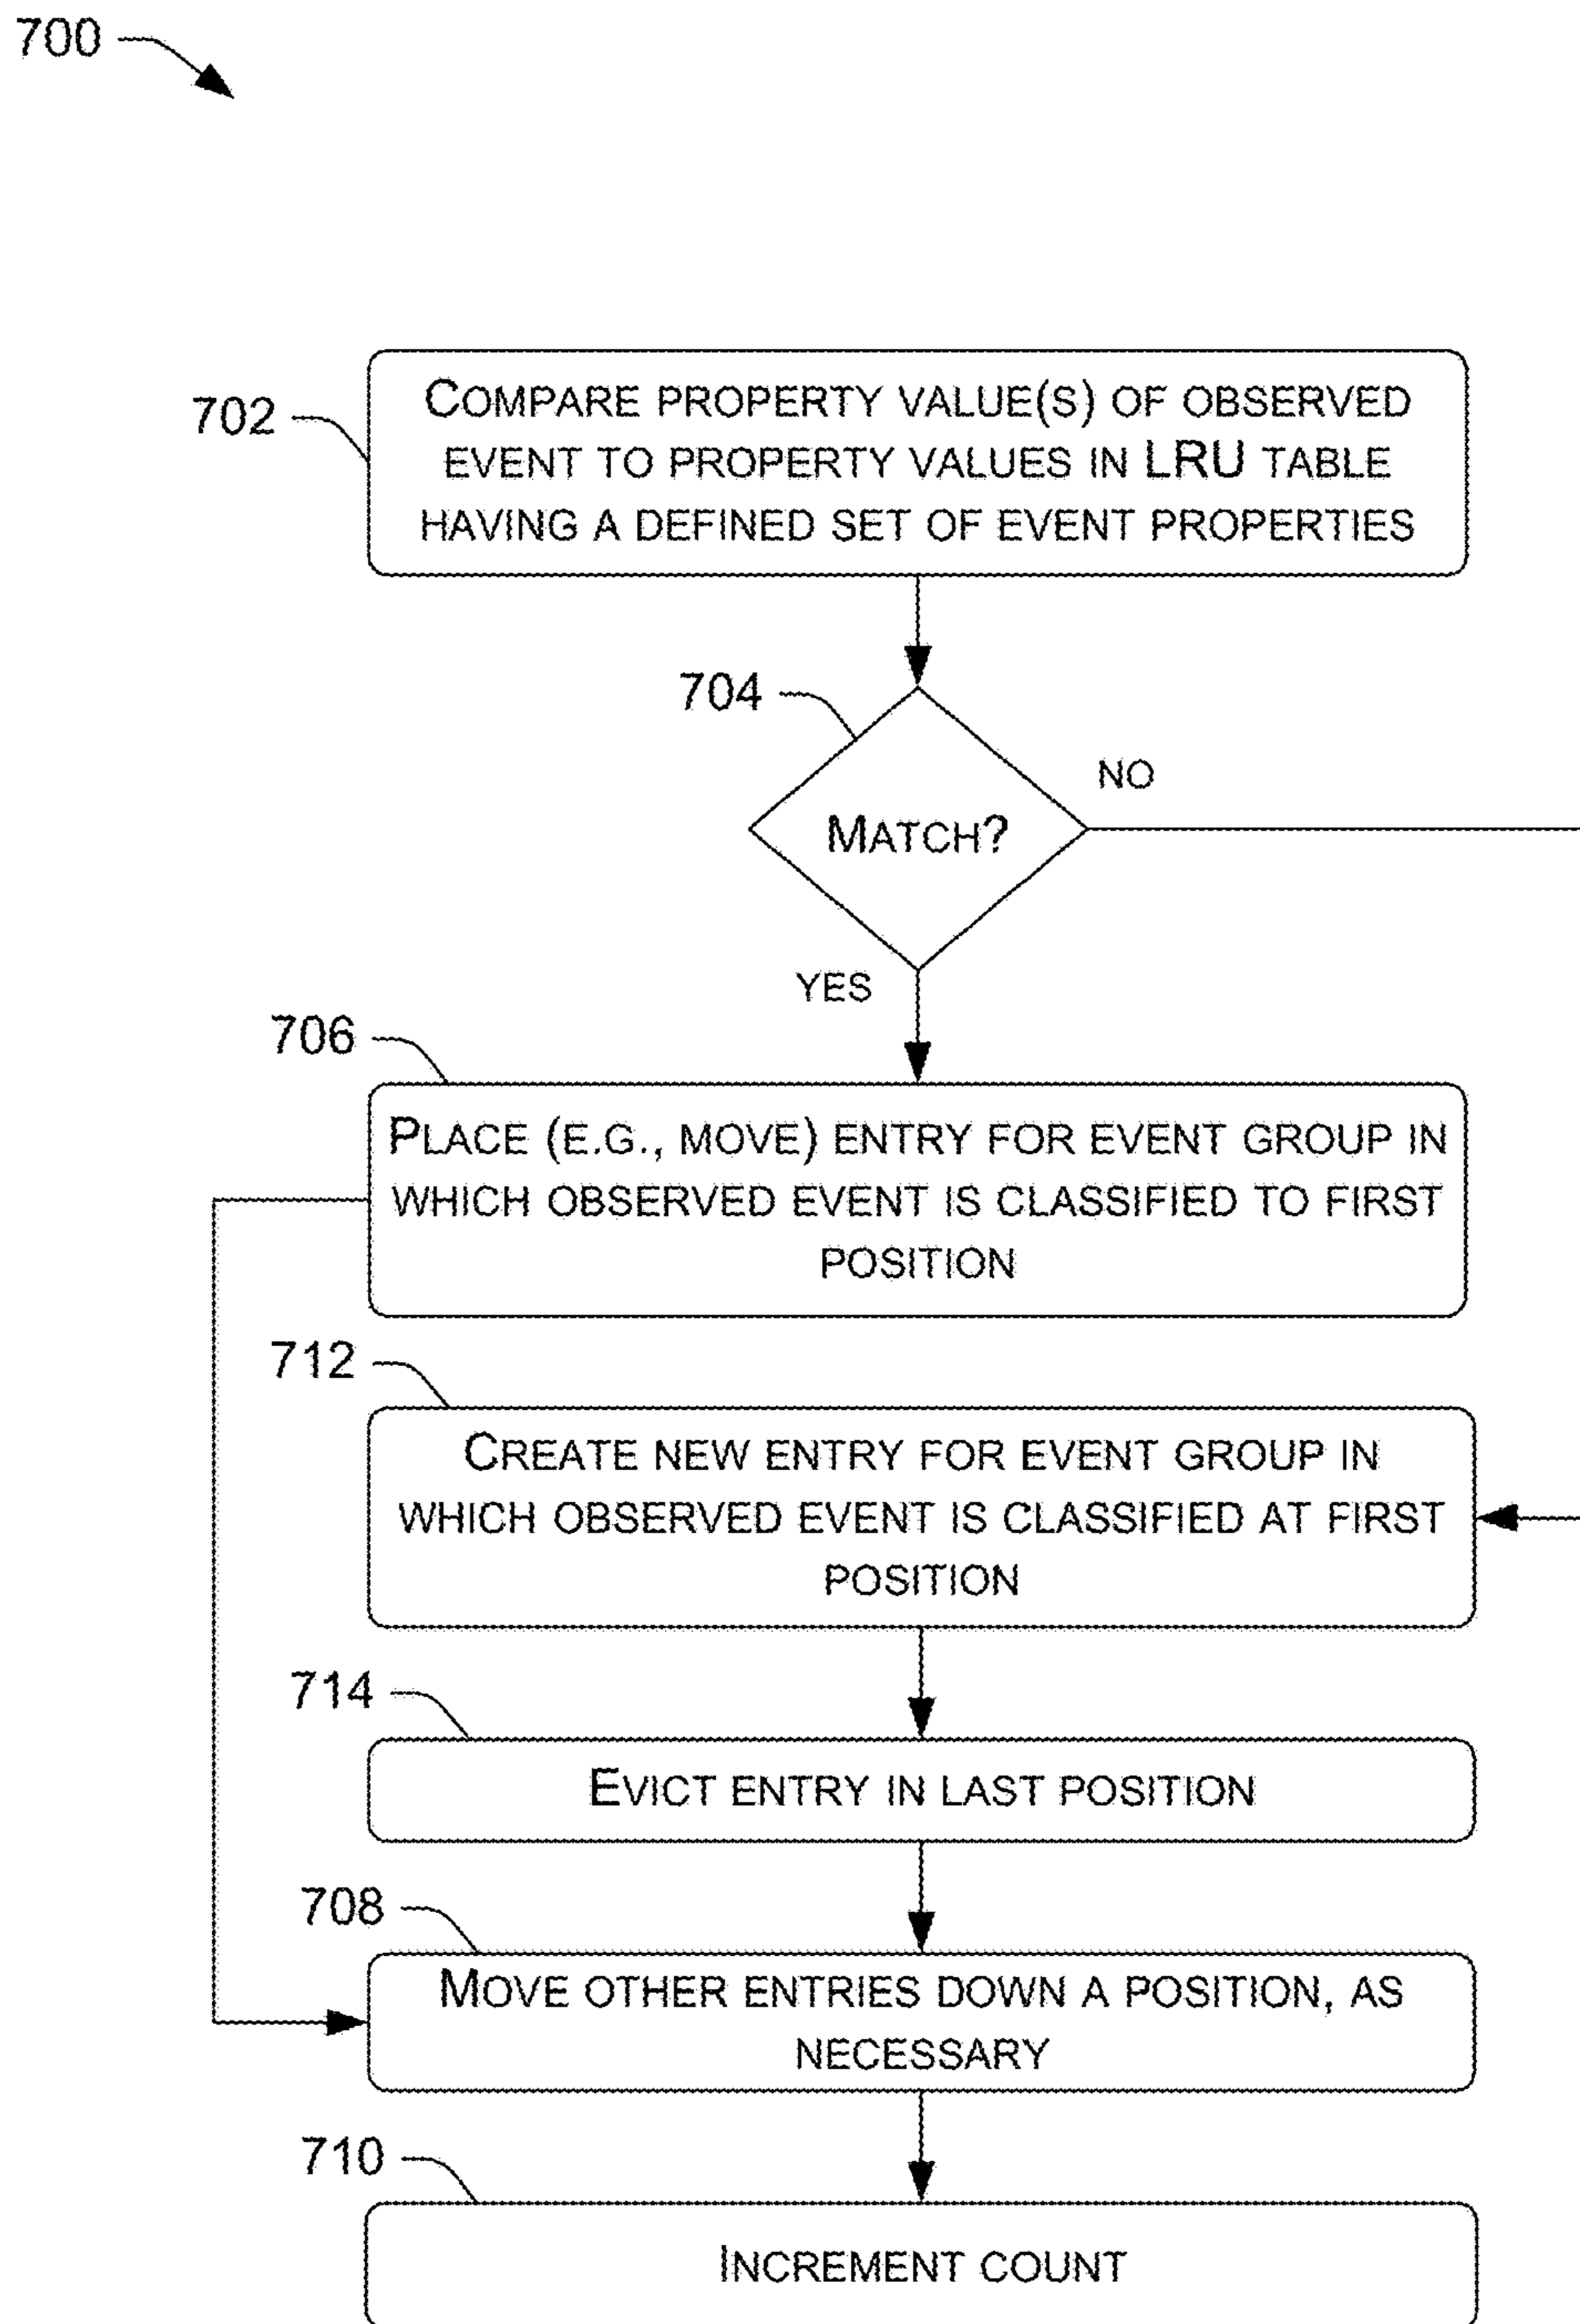 700
702
COMPARE PROPERTY VALUE(S) OF OBSERVED
EVENT TO PROPERTY VALUES IN LRU TABLE
HAVING A DEFINED SET OF EVENT PROPERTIES
704
NO
MATCH?
YES
706
PLACE (E.G., MOVE) ENTRY FOR EVENT GROUP IN
WHICH OBSERVED EVENT IS CLASSIFIED TO FIRST
POSITION
712
CREATE NEW ENTRY FOR EVENT GROUP IN
WHICH OBSERVED EVENT IS CLASSIFIED AT FIRST
POSITION
714
EVICT ENTRY IN LAST POSITION
708
MOVE OTHER ENTRIES DOWN A POSITION, AS
NECESSARY
710
INCREMENT COUNT